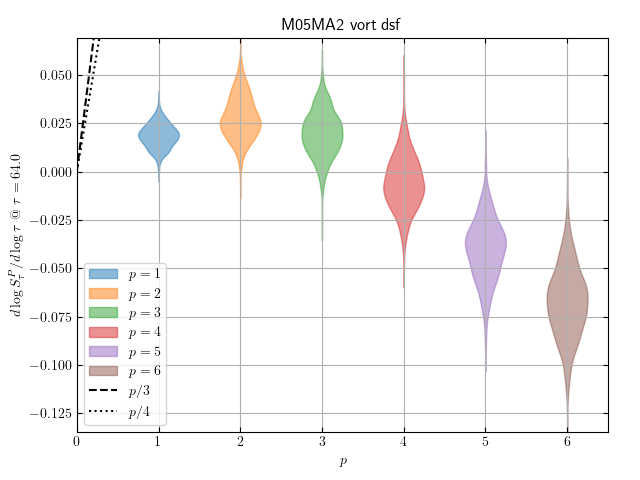 M05MA2 vort dsf
d log S_τ^P / d log τ @ τ = 64.0
0.050
0.025
0.000
−0.025
−0.050
−0.075
−0.100
−0.125
p = 1
p = 2
p = 3
p = 4
p = 5
p = 6
p/3
p/4
0 1 2 3 4 5 6
p